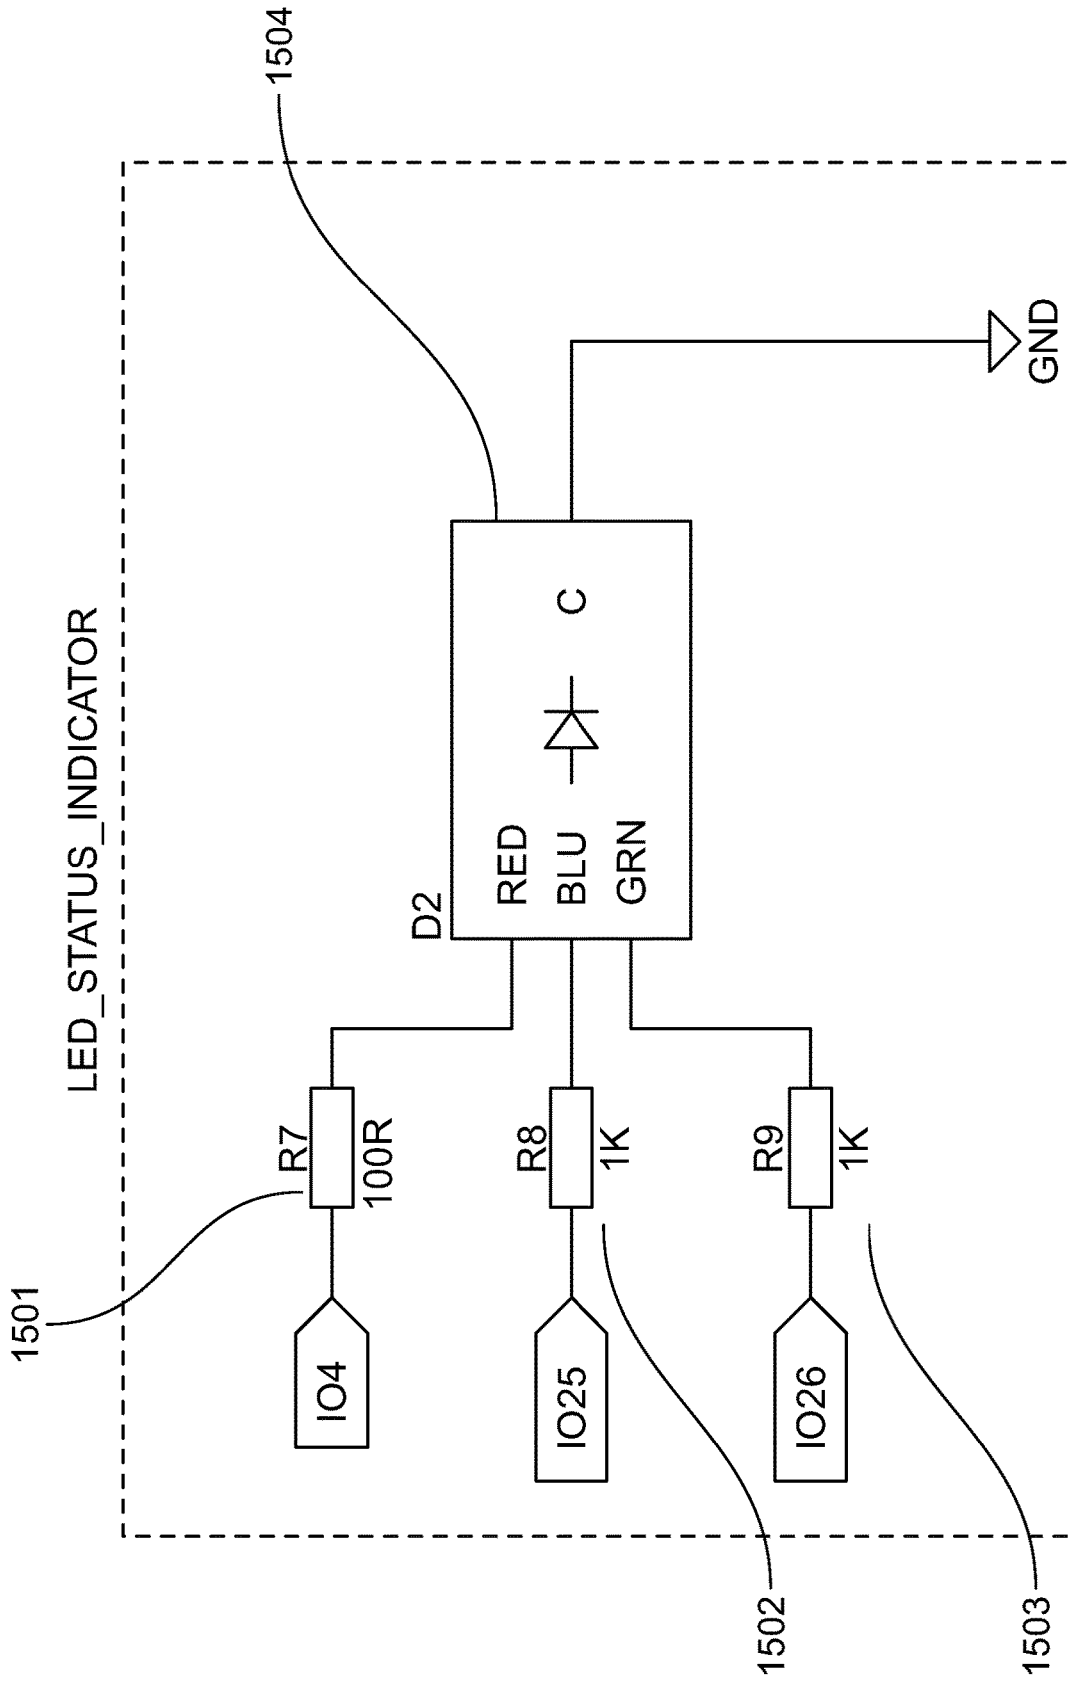 LED_STATUS_INDICATOR
1501
1504
IO4
R7
100R
D2
RED
IO25
R8
1K
BLU
C
GRN
IO26
R9
1K
GND
1502
1503